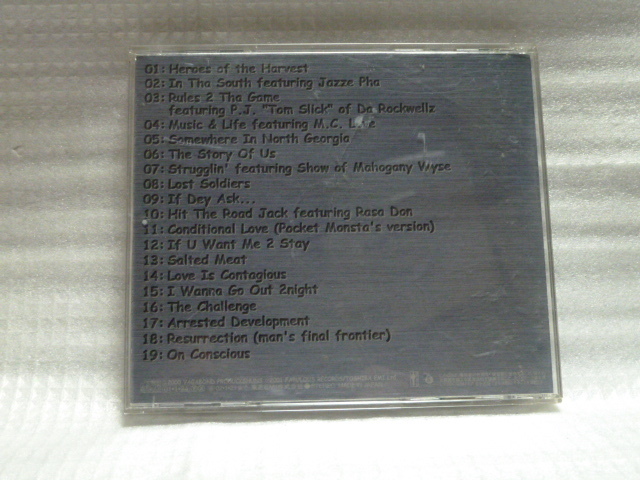 01: Heroes of the Harvest
02: In Tha South featuring Jazze Pha
03: Rules 2 Tha Game
featuring P.J. "Tom Slick" of Da Rockwellz
04: Music & Life featuring M.C.
05: Somewhere In North Georgia
06: The Story Of Us
07: Strugglin' featuring Show of Mahogany Wyse
08: Lost Soldiers
09: If Dey Ask...
10: Hit The Road Jack featuring Rasa Don
11: Conditional Love (Pocket Monsta's version)
12: If U Want Me 2 Stay
13: Salted Meat
14: Love Is Contagious
15: I Wanna Go Out 2night
16: The Challenge
17: Arrested Development
18: Resurrection (man's final frontier)
19: On Conscious